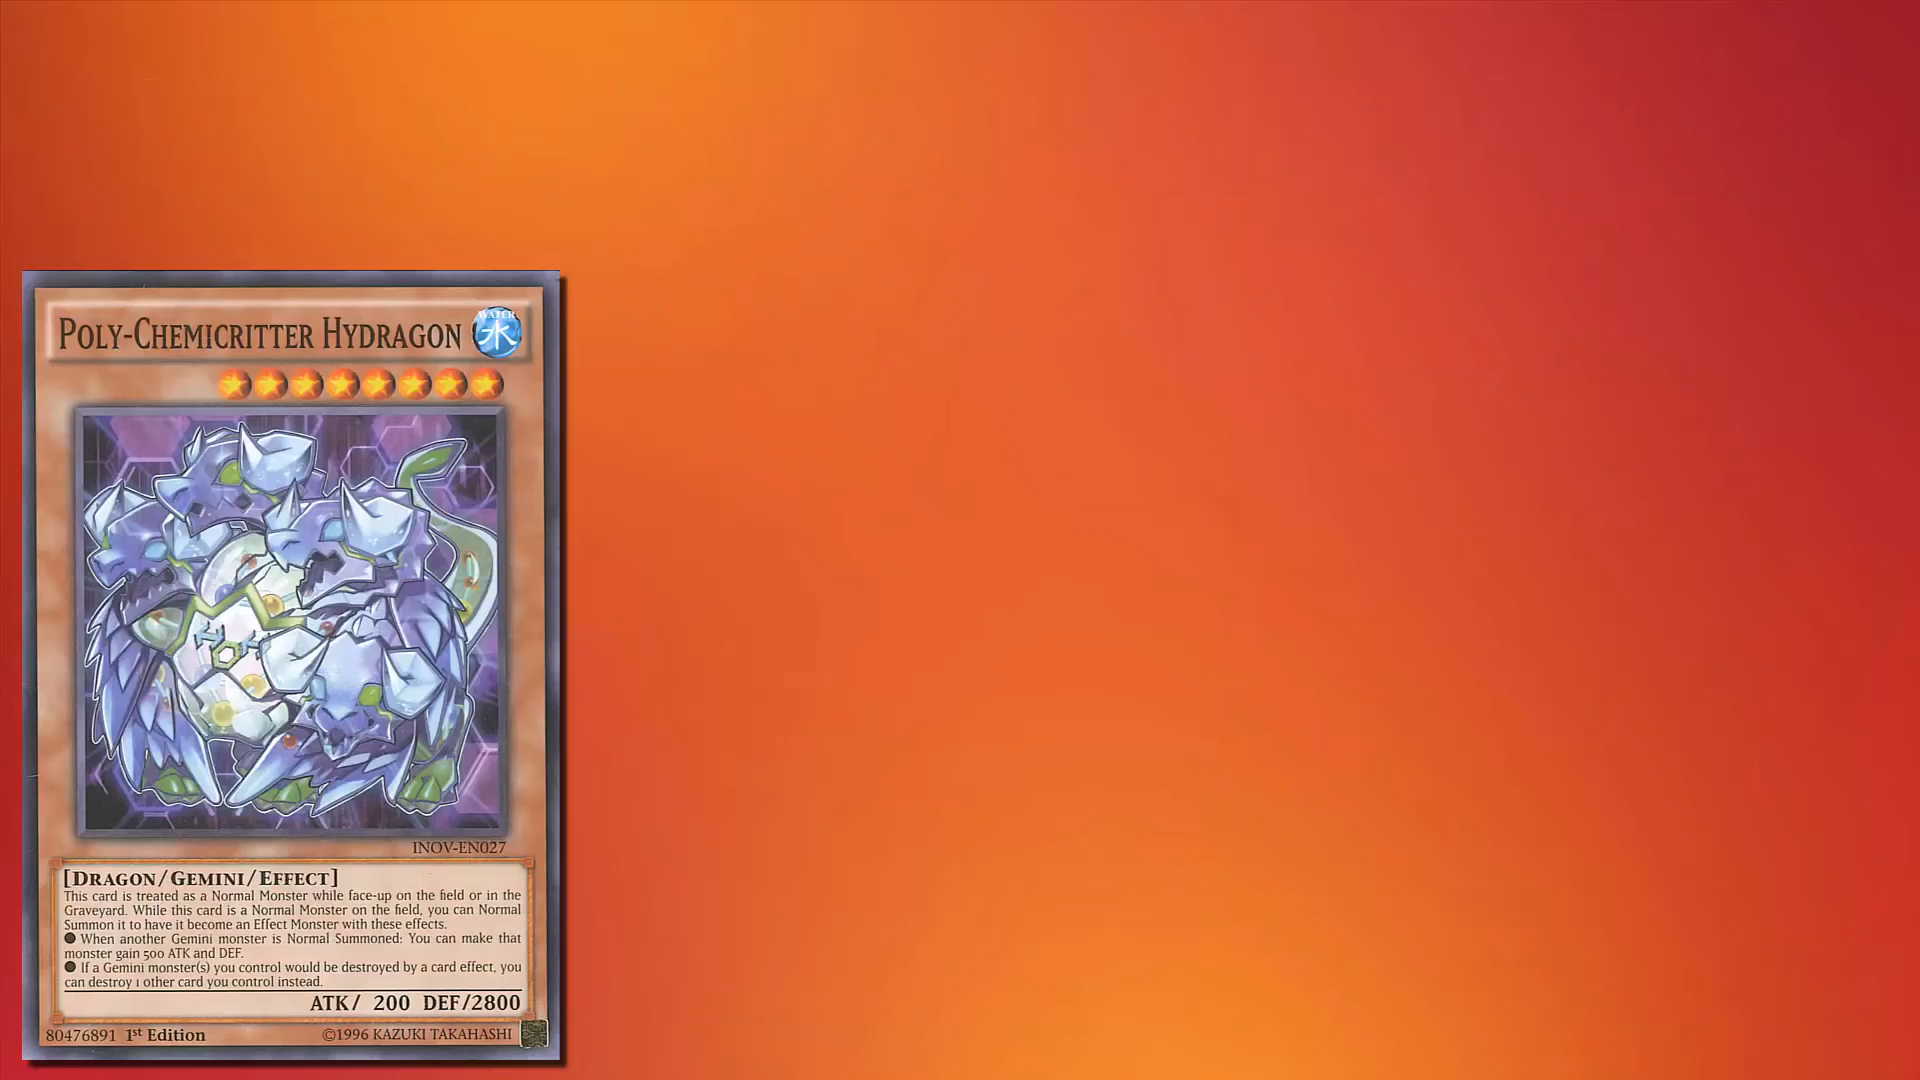 POLY-CHEMICRITTER HYDRAGON
WATER
水
INOV-EN027
[DRAGON/GEMINI/EFFECT]
This card is treated as a Normal Monster while face-up on the field or in the
Graveyard. While this card is a Normal Monster on the field, you can Normal
Summon it to have it become an Effect Monster with these effects.
● When another Gemini monster is Normal Summoned: You can make that
monster gain 500 ATK and DEF.
● If a Gemini monster(s) you control would be destroyed by a card effect, you
can destroy 1 other card you control instead.
ATK/ 200 DEF/2800
80476891 1st Edition ©1996 KAZUKI TAKAHASHI